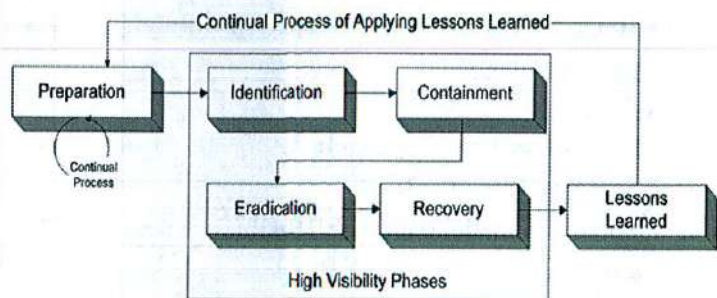 Continual Process of Applying Lessons Learned
Preparation
Identification
Containment
Continual
Process
Eradication
Recovery
Lessons
Learned
High Visibility Phases